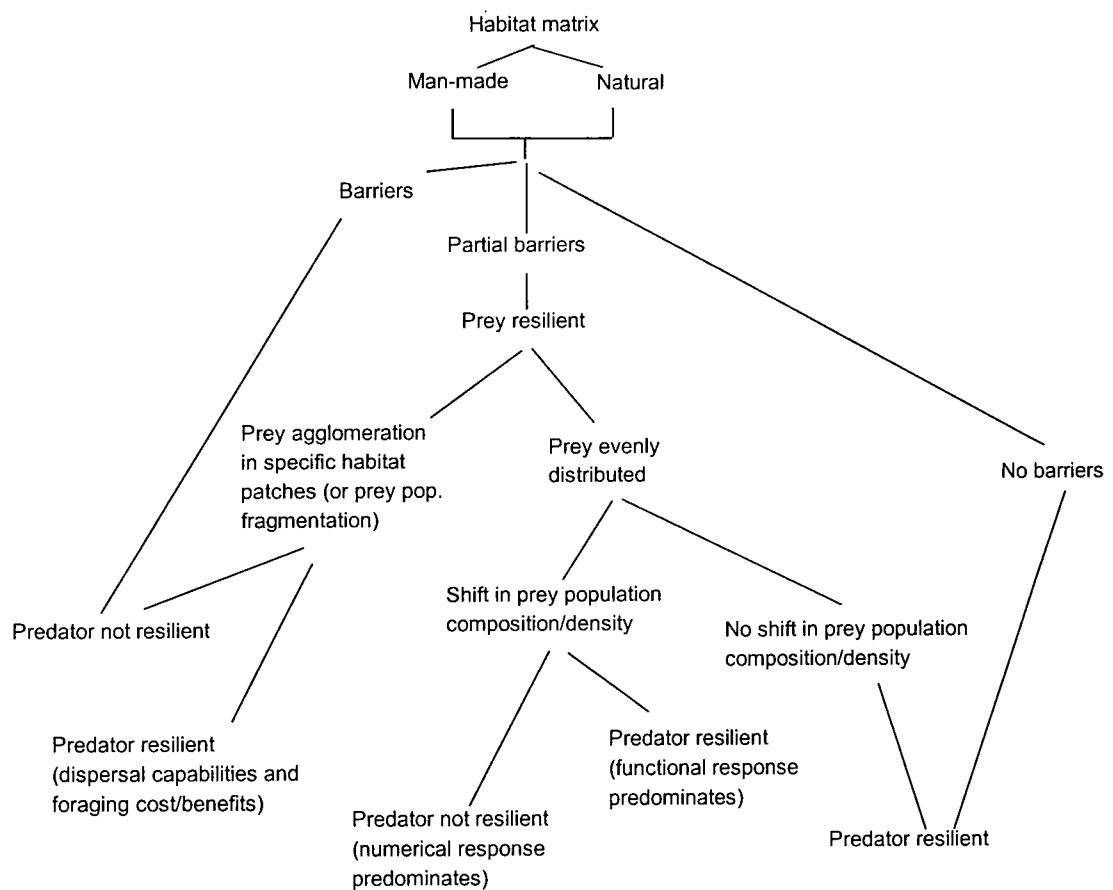 Habitat matrix
Man-made
Natural
Barriers
Partial barriers
Prey resilient
Prey agglomeration
in specific habitat
patches (or prey pop.
fragmentation)
Prey evenly
distributed
No barriers
Predator not resilient
Shift in prey population
composition/density
No shift in prey population
composition/density
Predator resilient
(dispersal capabilities and
foraging cost/benefits)
Predator resilient
(functional response
predominates)
Predator not resilient
(numerical response
predominates)
Predator resilient